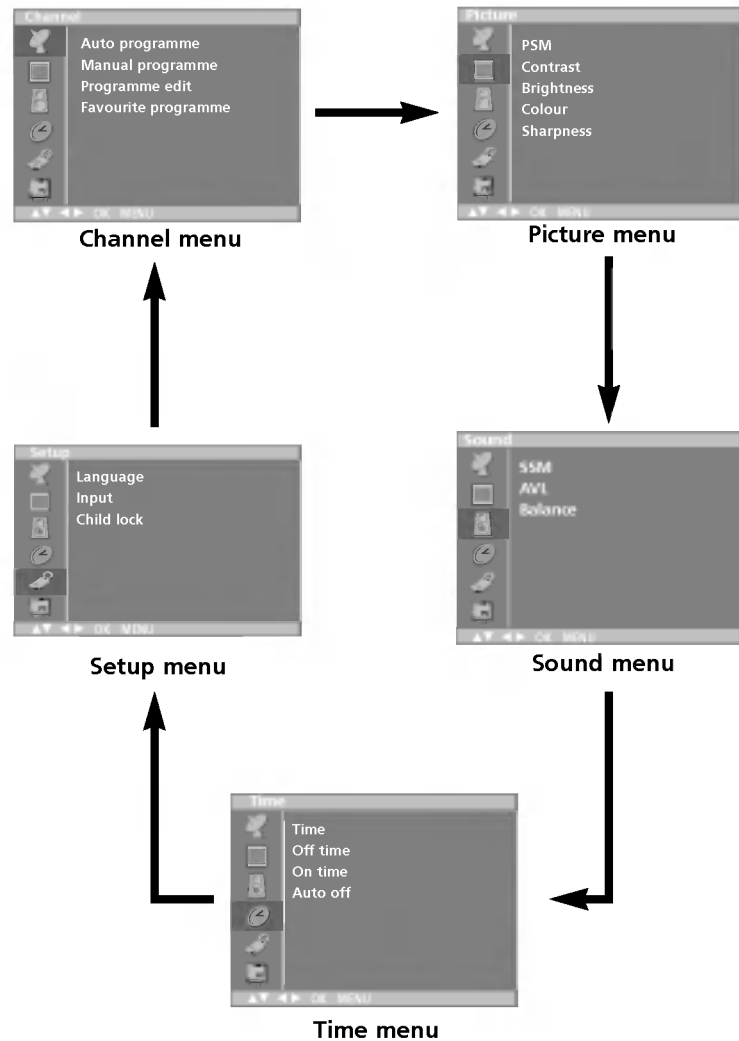 Channel
Auto programme
Manual programme
Programme edit
Favourite programme
▲▼ ◄► OK MENU
Channel menu
Picture
PSM
Contrast
Brightness
Colour
Sharpness
▲▼ ◄► OK MENU
Picture menu
Setup
Language
Input
Child lock
▲▼ ◄► OK MENU
Setup menu
Sound
SSM
AVL
Balance
▲▼ ◄► OK MENU
Sound menu
Time
Time
Off time
On time
Auto off
▲▼ ◄► OK MENU
Time menu